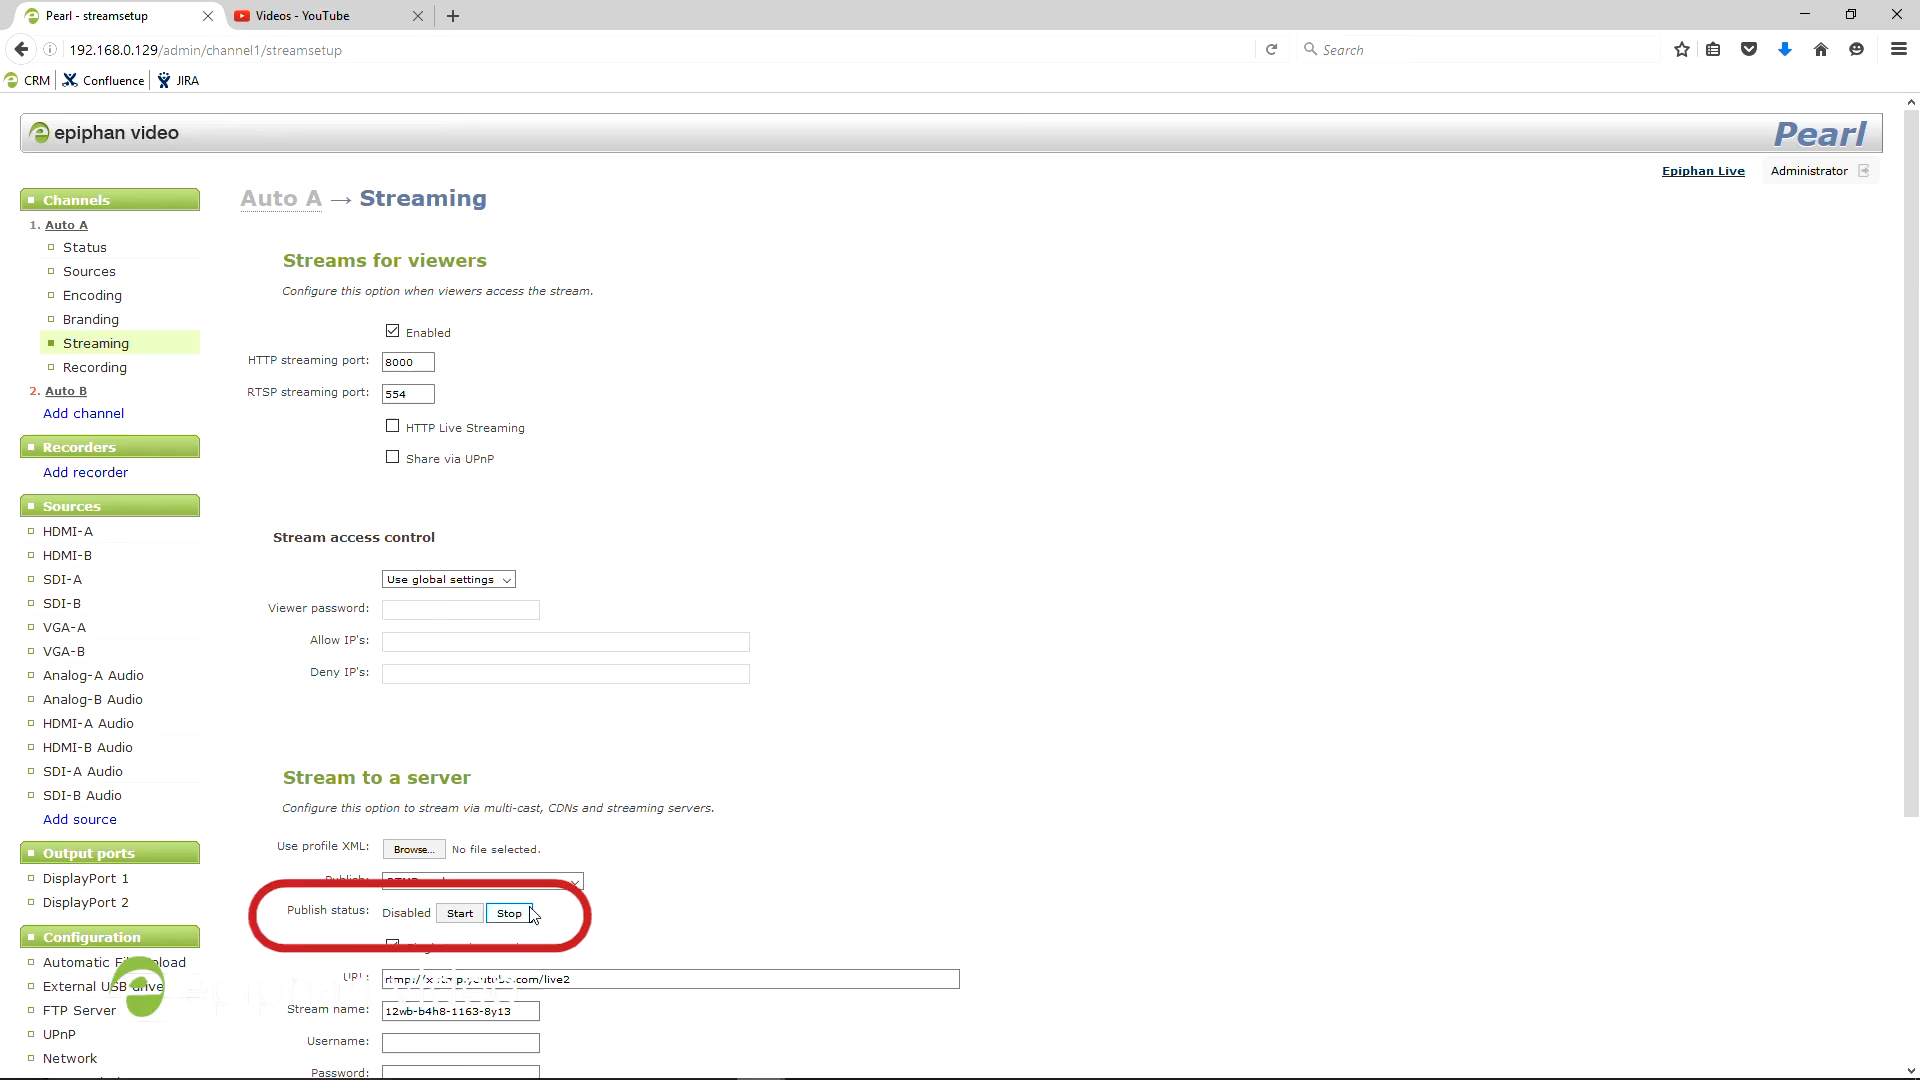 Pearl - streamsetup
Videos - YouTube
192.168.0.129/admin/channel1/streamsetup
Search
CRM
Confluence
JIRA
epiphan video
Pearl
Epiphan Live
Administrator
Channels
1. Auto A
Status
Sources
Encoding
Branding
Streaming
Recording
2. Auto B
Add channel
Recorders
Add recorder
Sources
HDMI-A
HDMI-B
SDI-A
SDI-B
VGA-A
VGA-B
Analog-A Audio
Analog-B Audio
HDMI-A Audio
HDMI-B Audio
SDI-A Audio
SDI-B Audio
Add source
Output ports
DisplayPort 1
DisplayPort 2
Configuration
Automatic
External USB drive
FTP Server
UPnP
Network
Auto A → Streaming
Streams for viewers
Configure this option when viewers access the stream.
Enabled
HTTP streaming port: 8000
RTSP streaming port: 554
HTTP Live Streaming
Share via UPnP
Stream access control
Use global settings
Viewer password:
Allow IP's:
Deny IP's:
Stream to a server
Configure this option to stream via multi-cast, CDNs and streaming servers.
Use profile XML: Browse... No file selected.
Publish:
Publish status: Disabled Start Stop
URL:
Stream name: 12wb-b4h8-1163-8y13
Username:
Password: